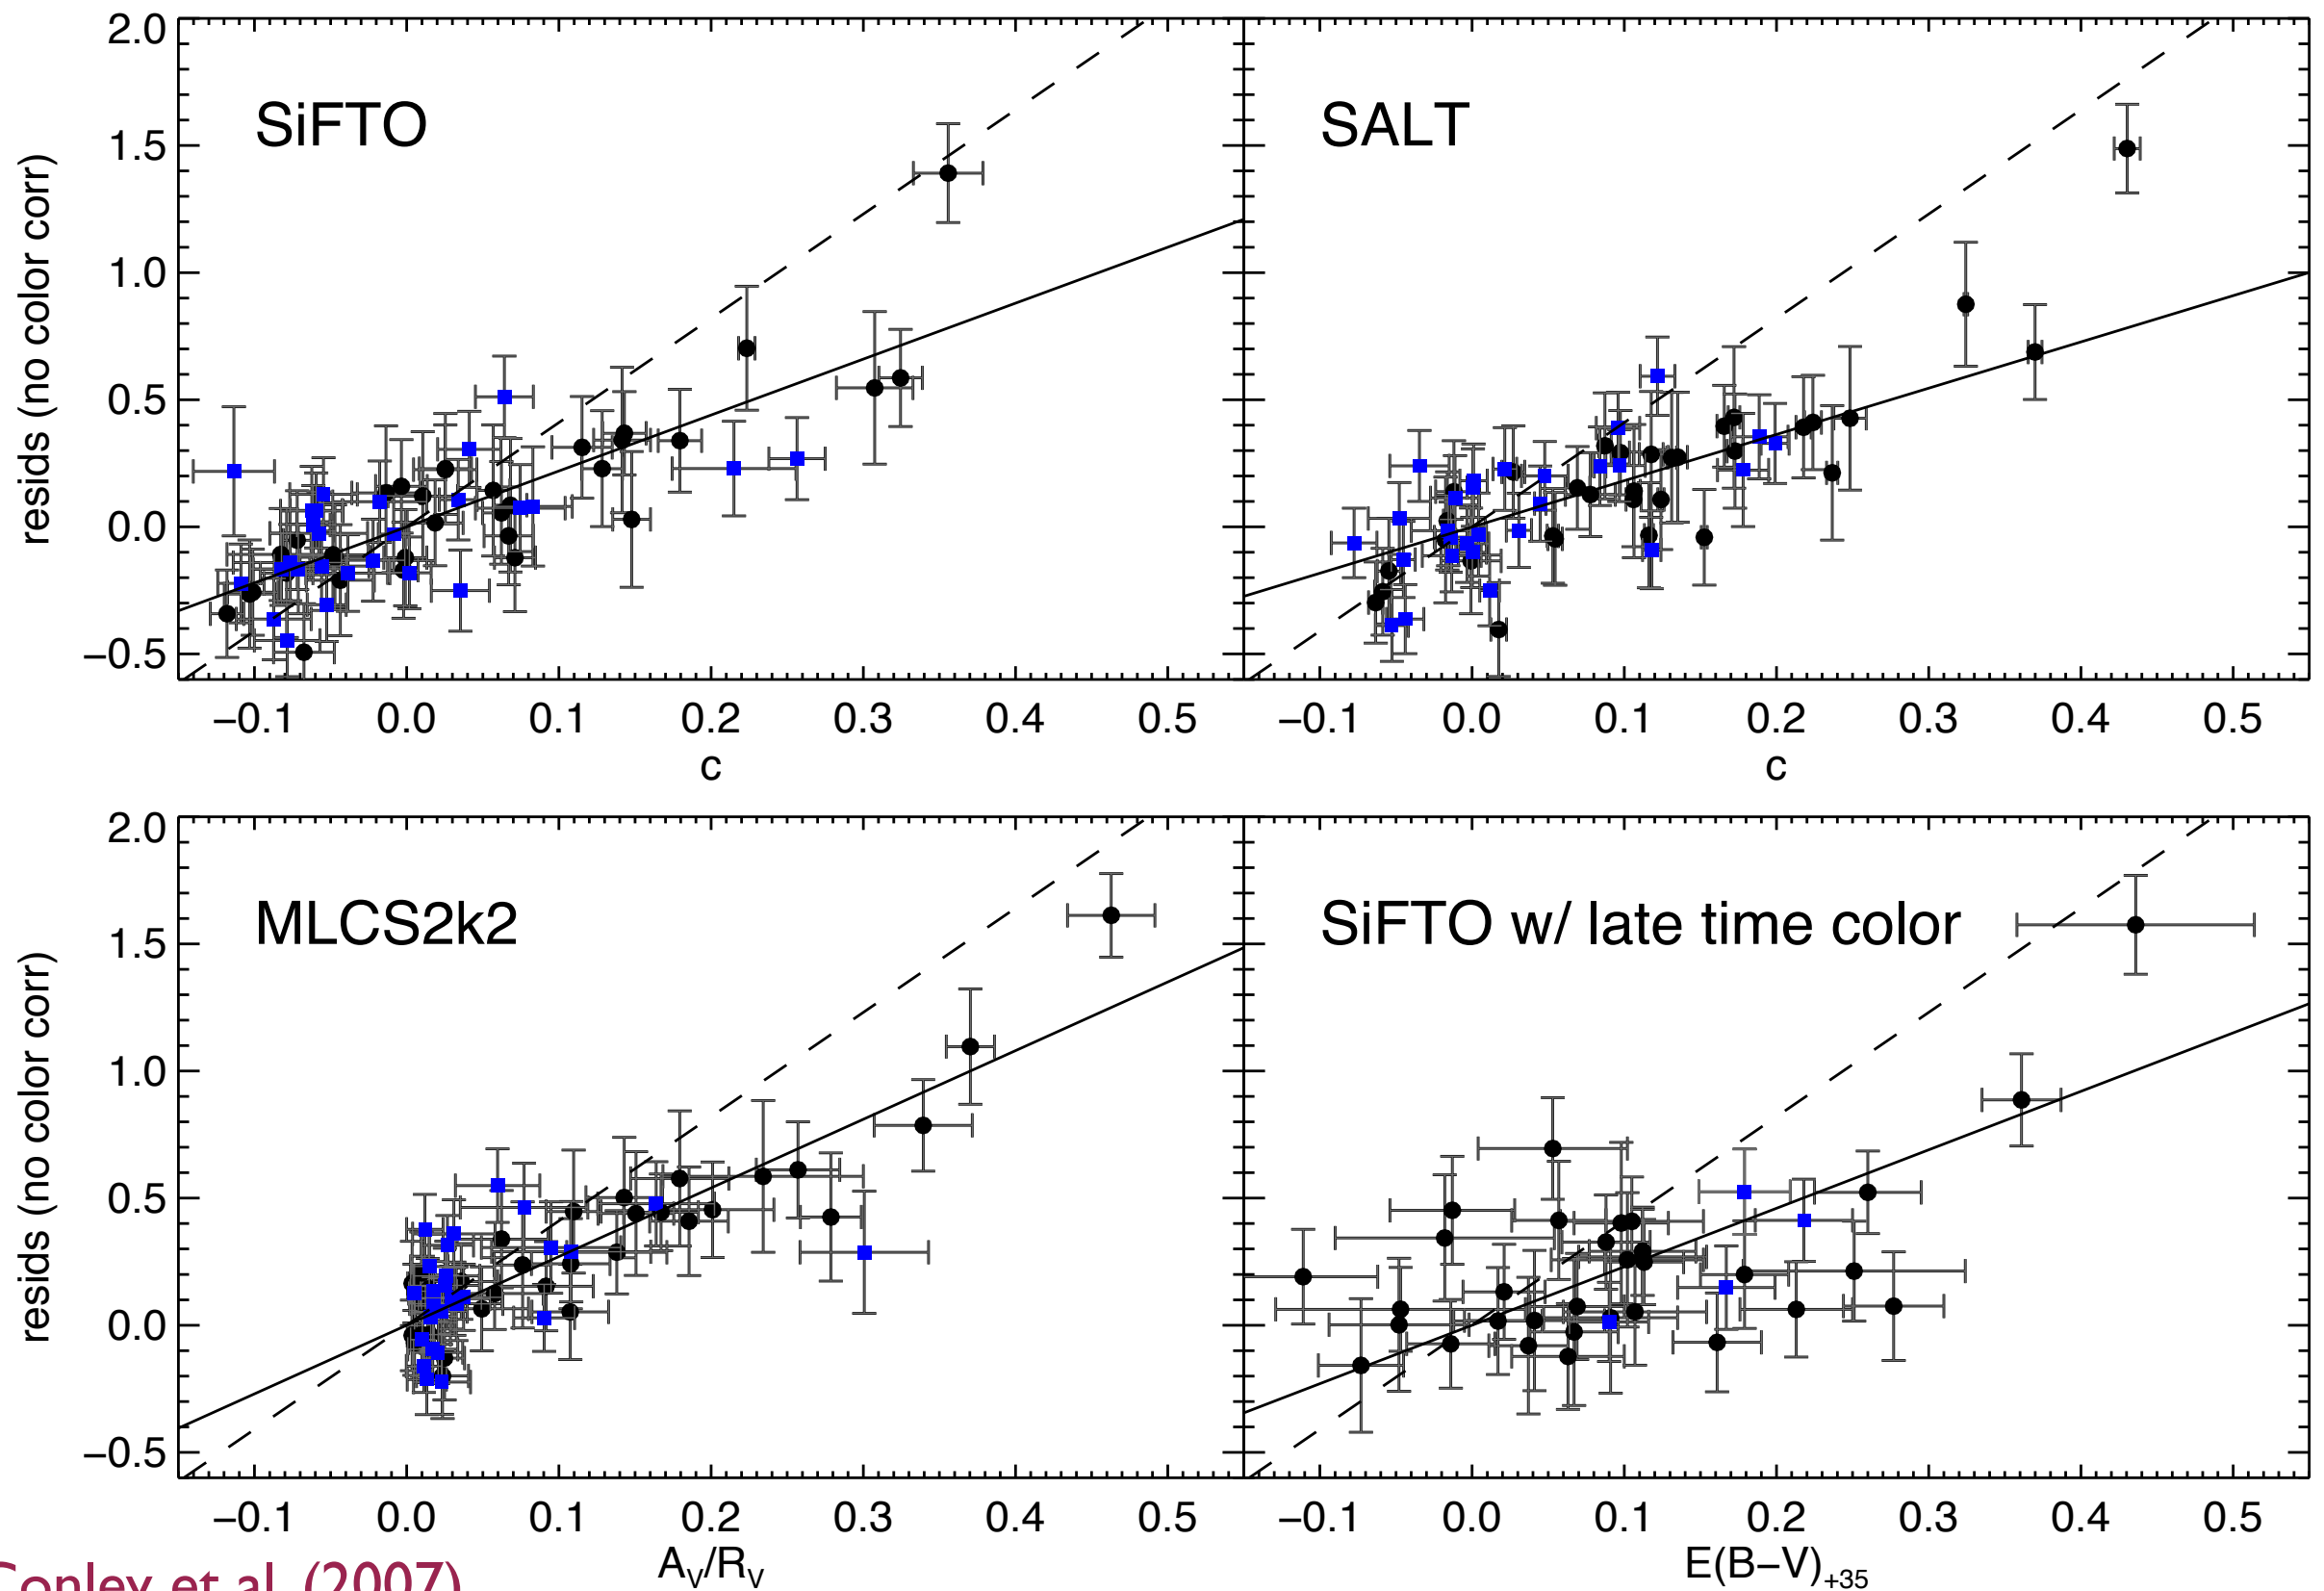 2.0
1.5
1.0
0.5
0.0
−0.5
resids (no color corr)
SiFTO
SALT
−0.1 0.0 0.1 0.2 0.3 0.4 0.5
−0.1 0.0 0.1 0.2 0.3 0.4 0.5
c
c
2.0
1.5
1.0
0.5
0.0
−0.5
resids (no color corr)
MLCS2k2
SiFTO w/ late time color
−0.1 0.0 0.1 0.2 0.3 0.4 0.5
−0.1 0.0 0.1 0.2 0.3 0.4 0.5
A_V/R_V
E(B−V)_+35
Conley et al. (2007)